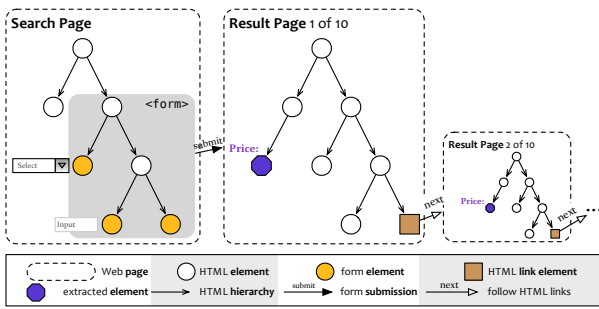 Search Page
<form>
Select
Input
submit
Result Page 1 of 10
Price:
next
Result Page 2 of 10
Price:
next
...
Web page
HTML element
form element
HTML link element
extracted element
HTML hierarchy
submit
form submission
next
follow HTML links